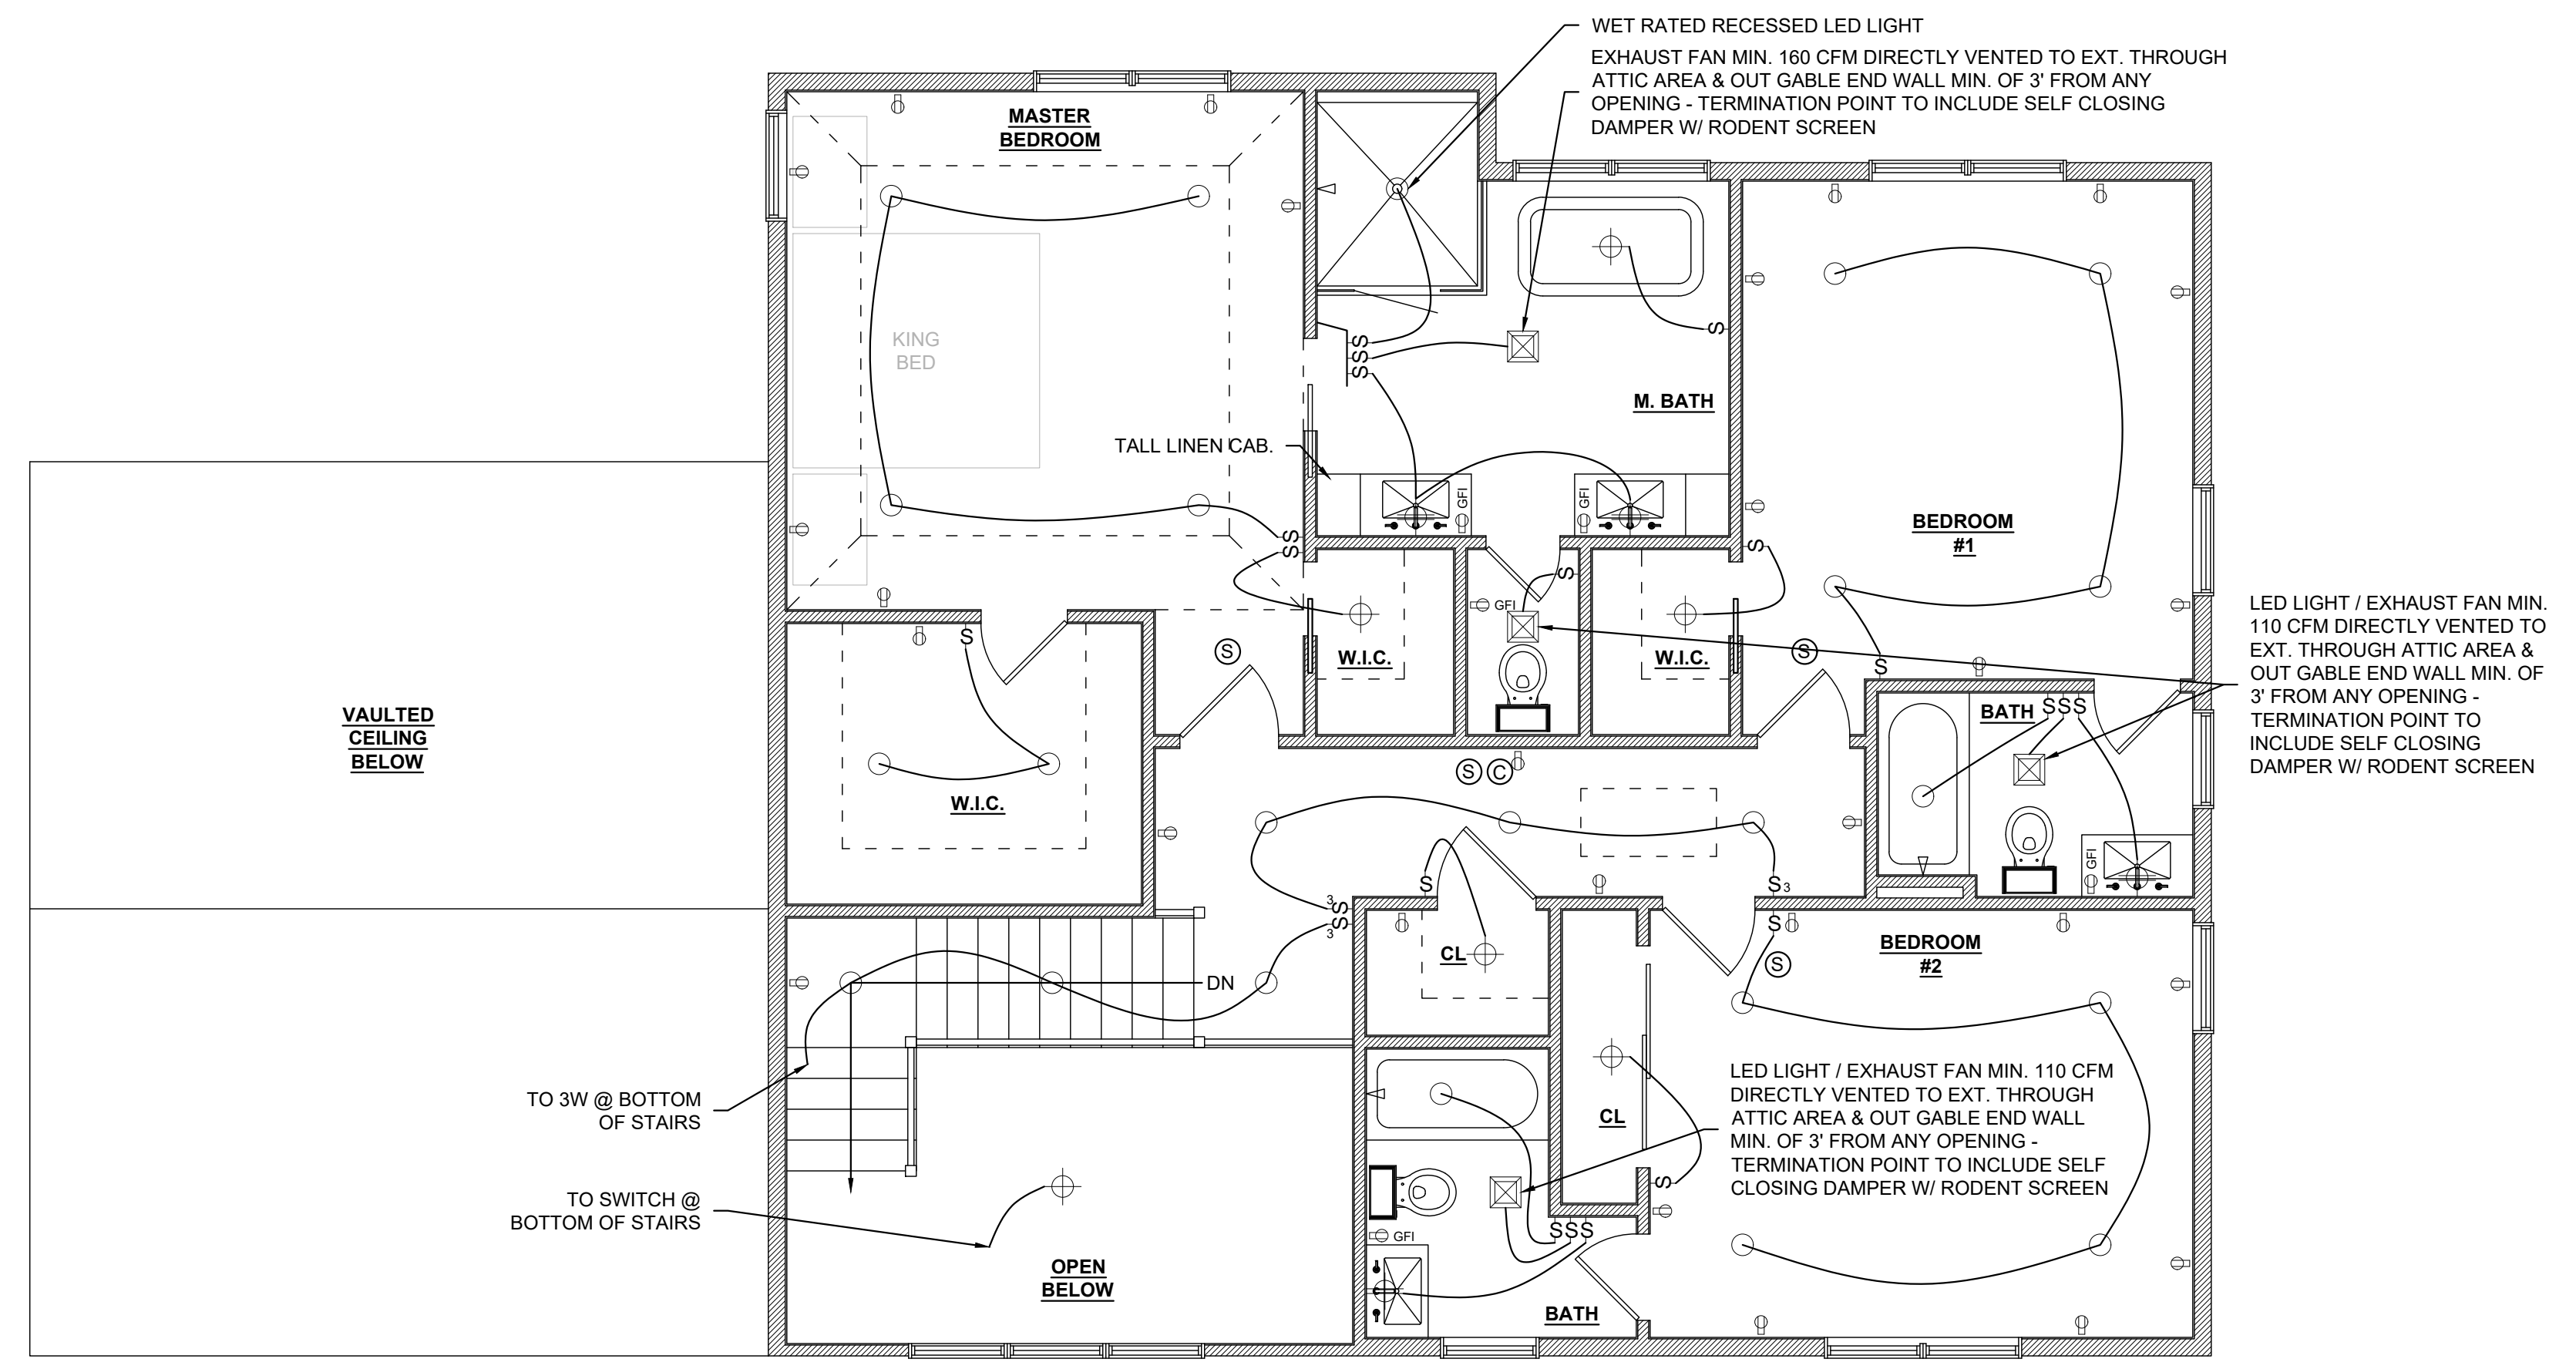 WET RATED RECESSED LED LIGHT
EXHAUST FAN MIN. 160 CFM DIRECTLY VENTED TO EXT. THROUGH
ATTIC AREA & OUT GABLE END WALL MIN. OF 3' FROM ANY
OPENING - TERMINATION POINT TO INCLUDE SELF CLOSING
DAMPER W/ RODENT SCREEN
MASTER
BEDROOM
KING
BED
M. BATH
TALL LINEN CAB.
S
S
S
S
GFI
GFI
BEDROOM
#1
S
S
S
S
GFI
W.I.C.
W.I.C.
S
S
S
S
LED LIGHT / EXHAUST FAN MIN.
110 CFM DIRECTLY VENTED TO
EXT. THROUGH ATTIC AREA &
OUT GABLE END WALL MIN. OF
3' FROM ANY OPENING -
TERMINATION POINT TO
INCLUDE SELF CLOSING
DAMPER W/ RODENT SCREEN
VAULTED
CEILING
BELOW
W.I.C.
S C
BATH
SSS
GFI
S
S3
3S
3S
S
S
CL
BEDROOM
#2
DN
TO 3W @ BOTTOM
OF STAIRS
TO SWITCH @
BOTTOM OF STAIRS
OPEN
BELOW
CL
S
LED LIGHT / EXHAUST FAN MIN. 110 CFM
DIRECTLY VENTED TO EXT. THROUGH
ATTIC AREA & OUT GABLE END WALL
MIN. OF 3' FROM ANY OPENING -
TERMINATION POINT TO INCLUDE SELF
CLOSING DAMPER W/ RODENT SCREEN
SSS
GFI
BATH